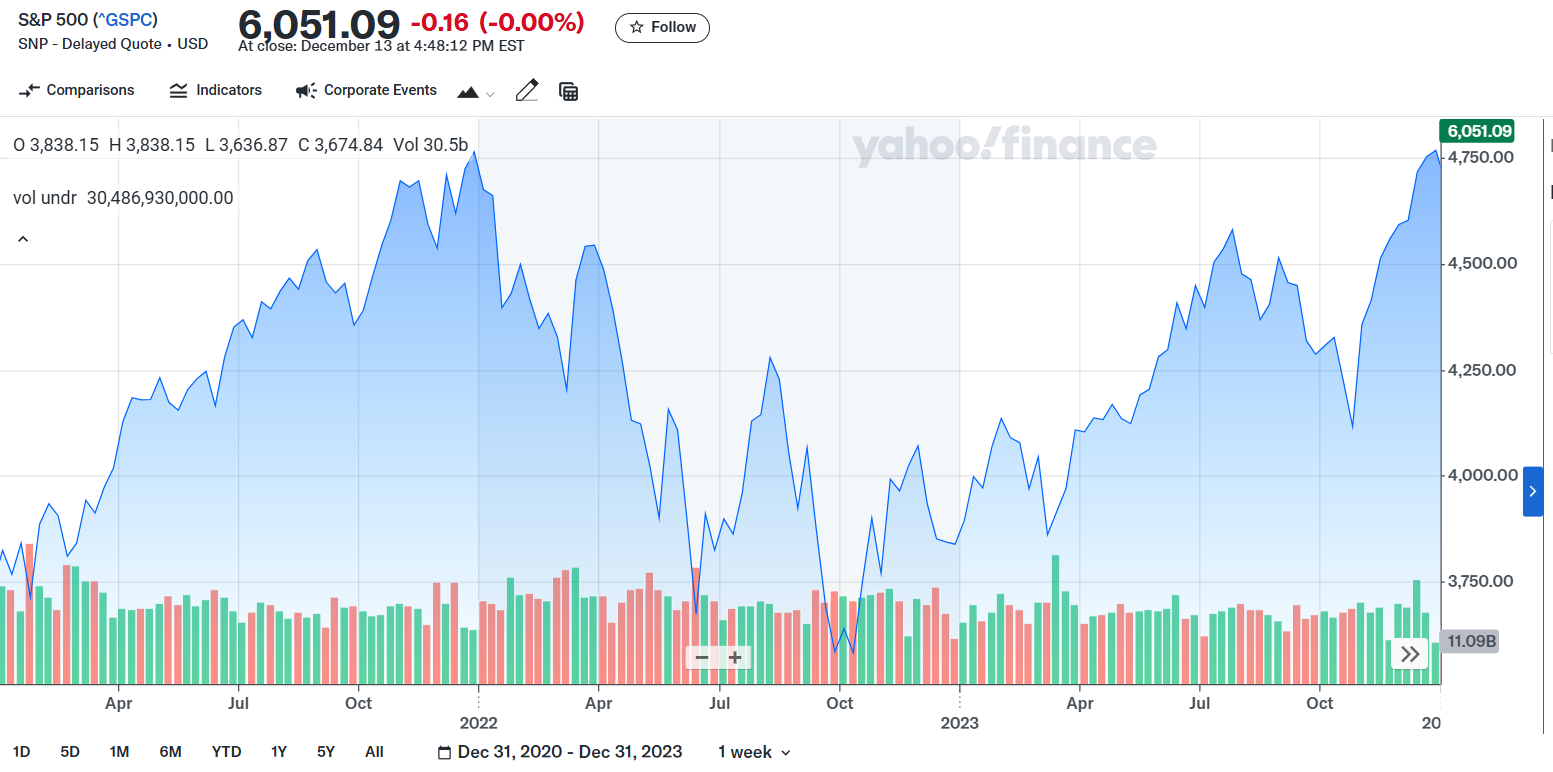 S&P 500 (^GSPC)
SNP - Delayed Quote • USD
6,051.09 -0.16 (-0.00%)
At close: December 13 at 4:48:12 PM EST
Follow
Comparisons Indicators Corporate Events
O 3,838.15 H 3,838.15 L 3,636.87 C 3,674.84 Vol 30.5b
vol undr 30,486,930,000.00
yahoo!finance
6,051.09
4,750.00
4,500.00
4,250.00
4,000.00
3,750.00
11.09B
Apr Jul Oct 2022 Apr Jul Oct 2023 Apr Jul Oct 20
1D 5D 1M 6M YTD 1Y 5Y All Dec 31, 2020 - Dec 31, 2023 1 week